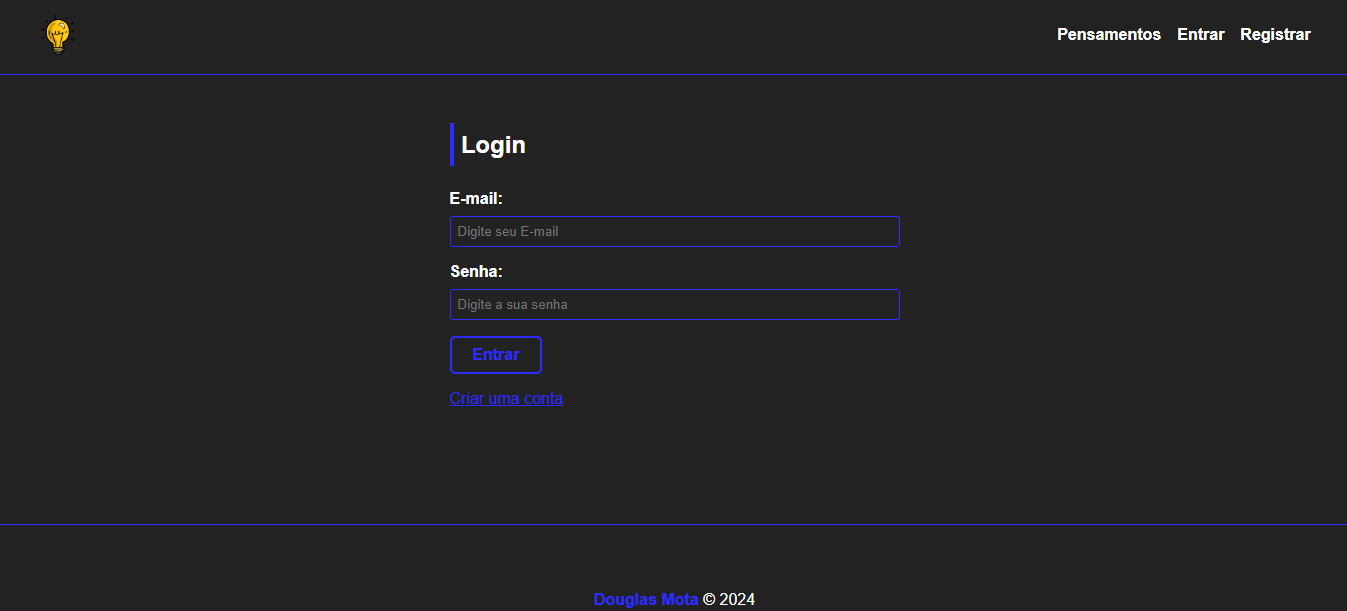 Pensamentos Entrar Registrar
Login
E-mail:
Digite seu E-mail
Senha:
Digite a sua senha
Entrar
Criar uma conta
Douglas Mota © 2024